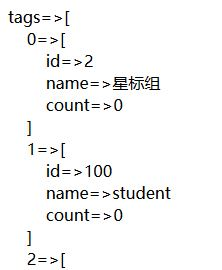 tags=>[
0=>[
id=>2
name=>星标组
count=>0
]
1=>[
id=>100
name=>student
count=>0
]
2=>[